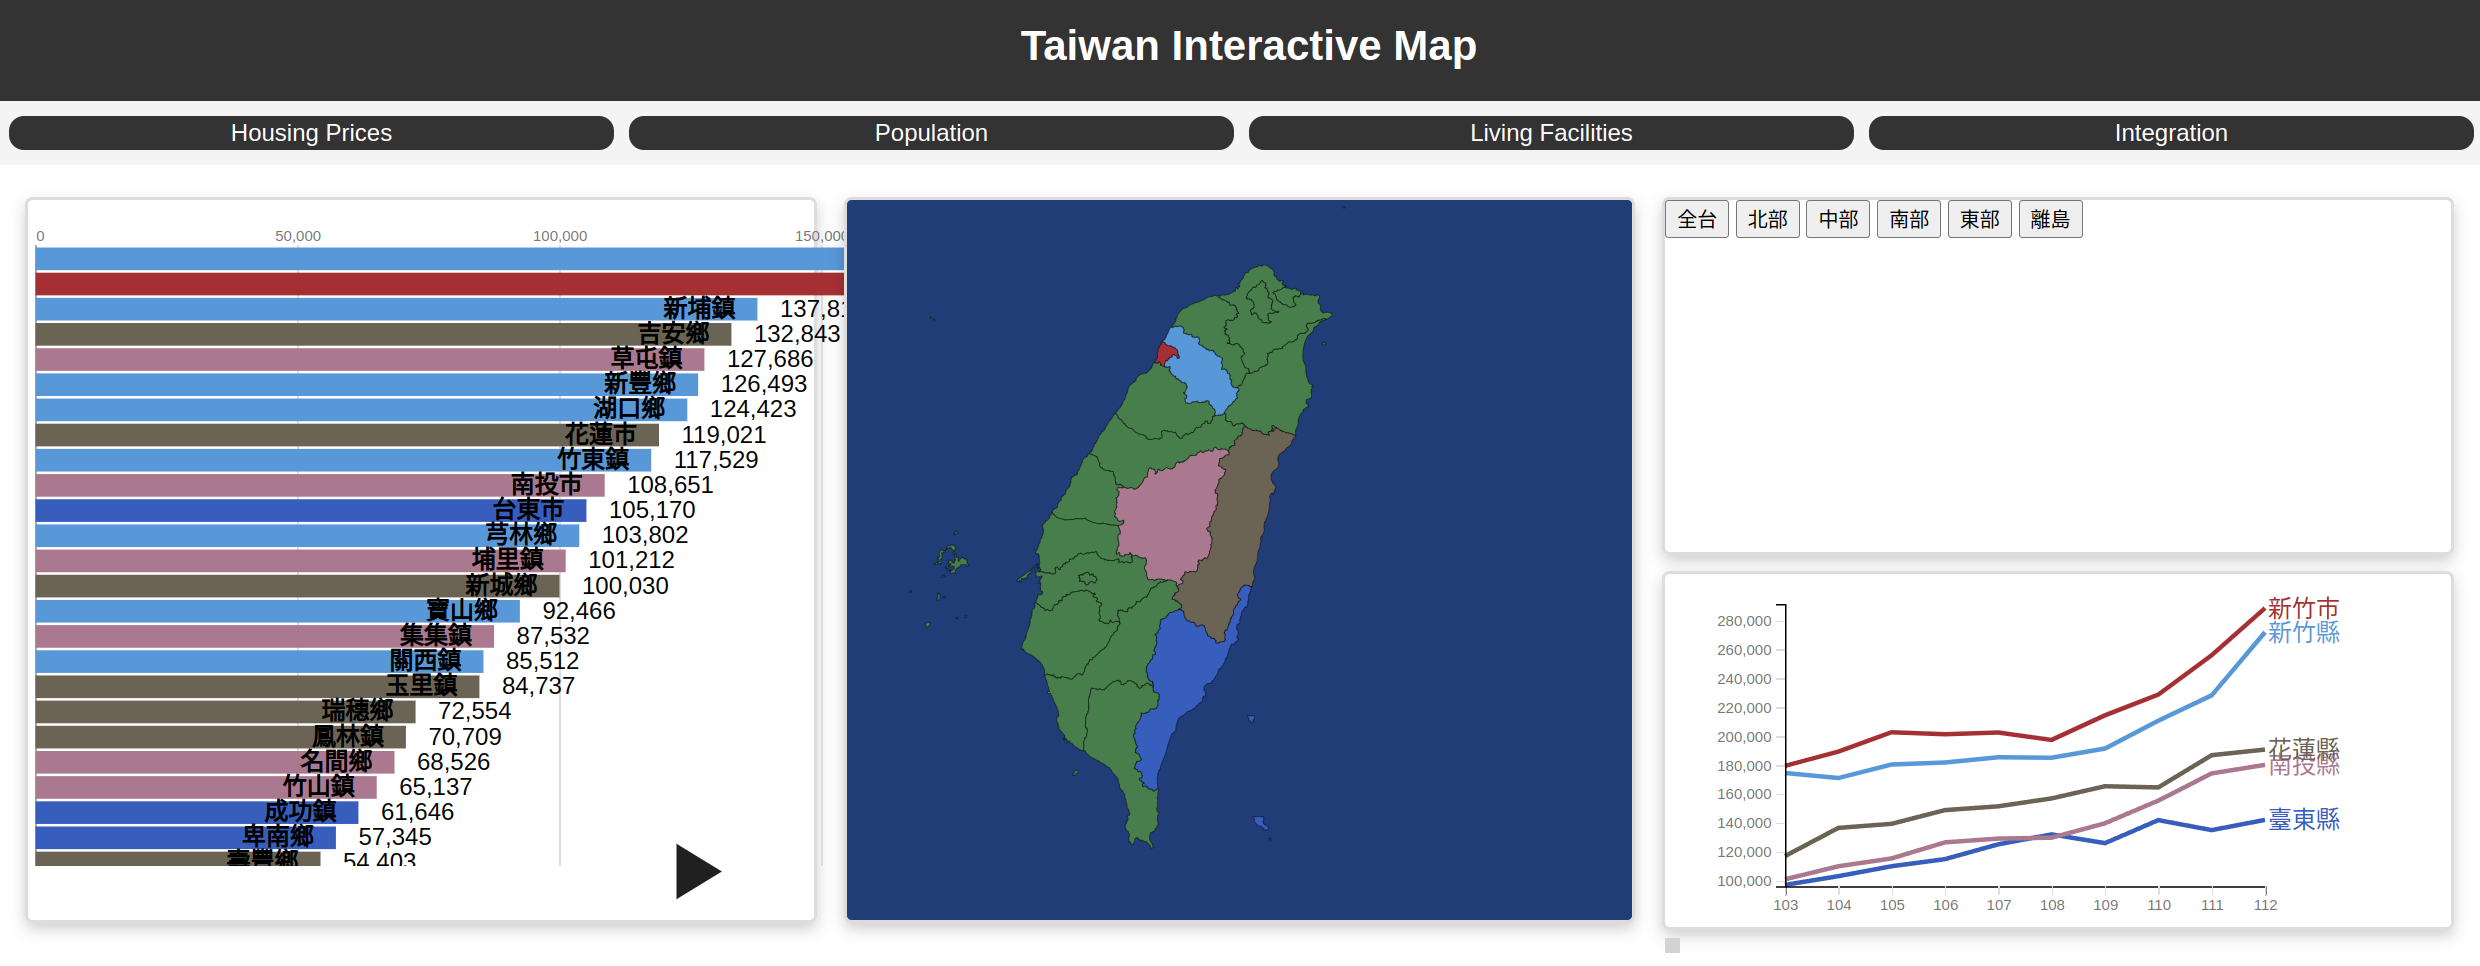 Taiwan Interactive Map
Housing Prices
Population
Living Facilities
Integration
0
50,000
100,000
新埔鎮
吉安鄉 132,843
草屯鎮 127,686
新豐鄉 126,493
湖口鄉 124,423
花蓮市 119,021
竹東鎮 117,529
南投市 108,651
台東市 105,170
芎林鄉 103,802
埔里鎮 101,212
新城鄉 100,030
寶山鄉 92,466
集集鎮 87,532
關西鎮 85,512
玉里鎮 84,737
瑞穗鄉 72,554
鳳林鎮 70,709
名間鄉 68,526
竹山鎮 65,137
成功鎮 61,646
卑南鄉 57,345
壽豐鄉 54,403
全台
北部
中部
南部
東部
離島
280,000
260,000
240,000
220,000
200,000
180,000
160,000
140,000
120,000
100,000
103
104
105
106
107
108
109
110
111
112
新竹市
新竹縣
花蓮縣
南投縣
臺東縣